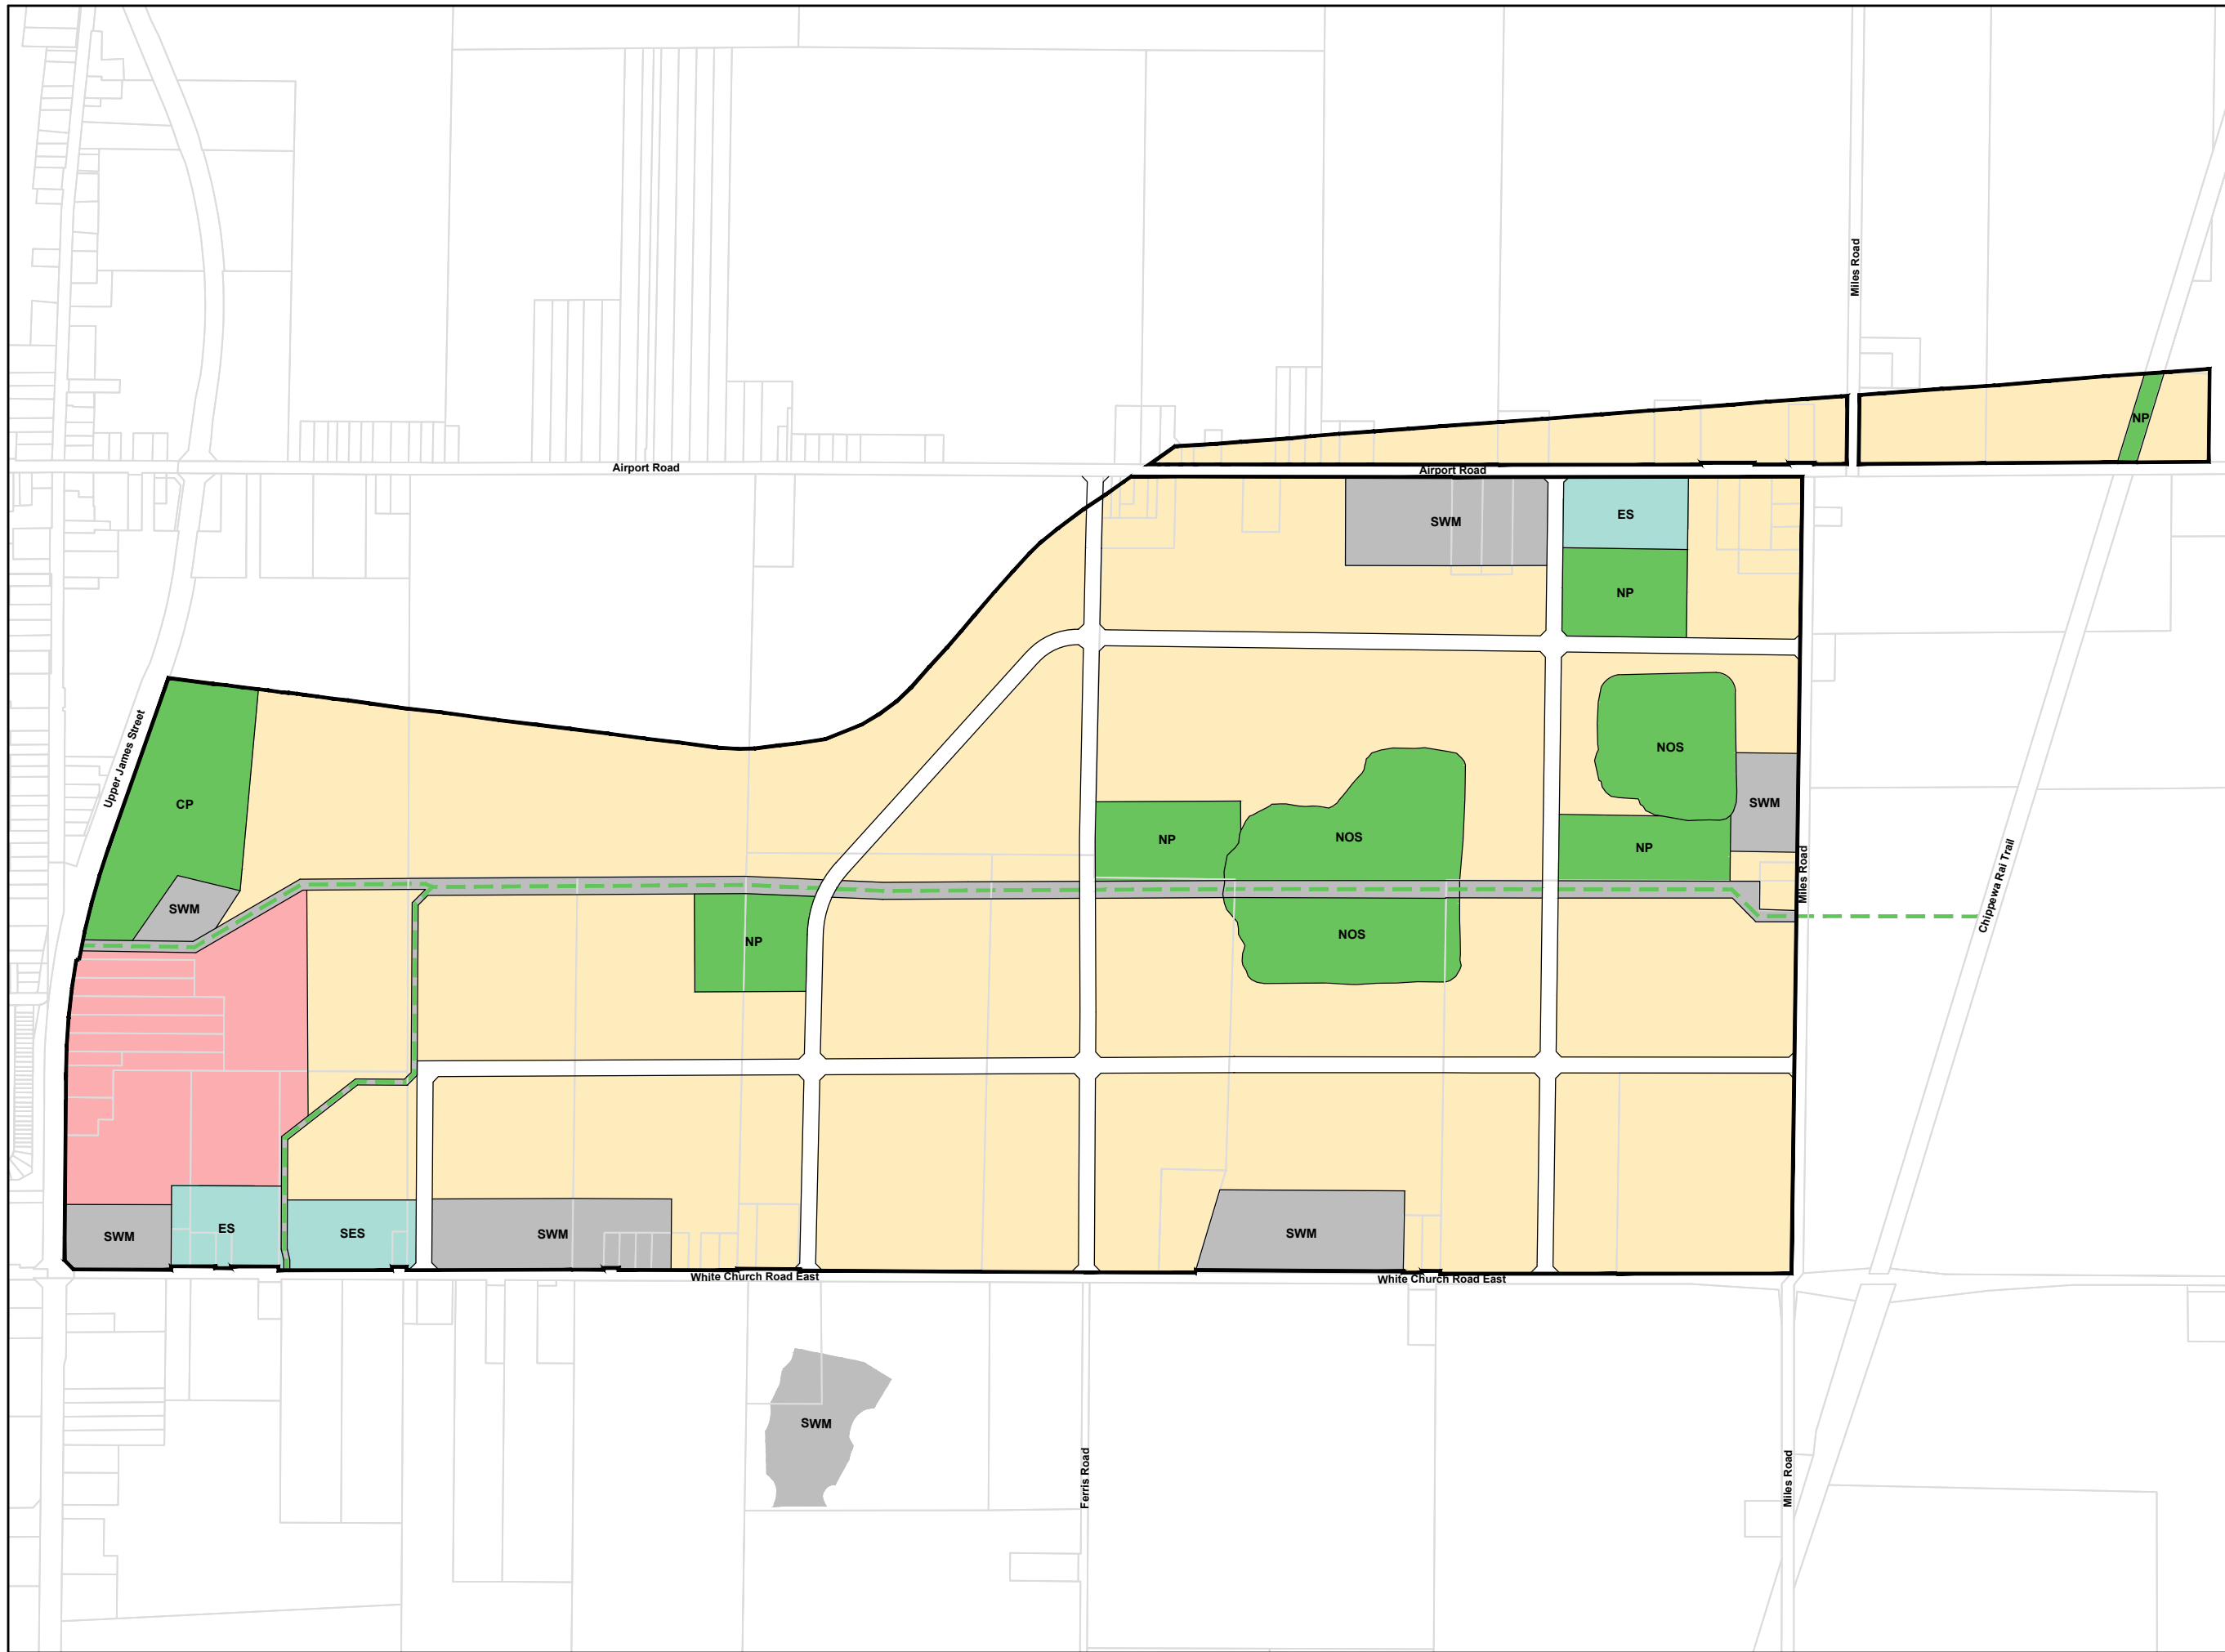 Miles Road
NP
Airport Road
Airport Road
SWM
ES
NP
Upper James Street
NOS
CP
SWM
NP
NOS
NP
Miles Road
Chippewa Rail Trail
SWM
NP
NOS
SWM
ES
SES
SWM
SWM
White Church Road East
White Church Road East
SWM
Ferris Road
Miles Road